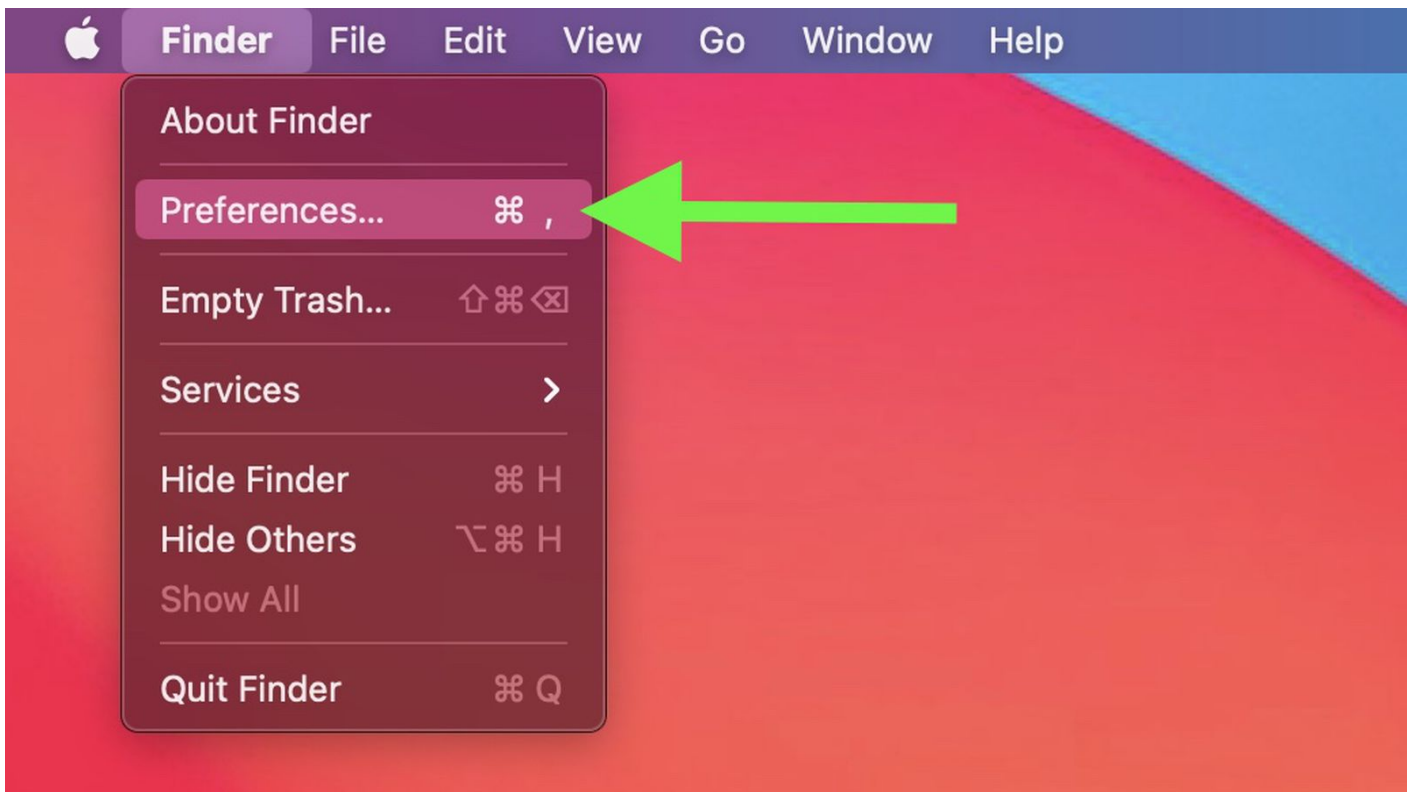 Finder File Edit View Go Window Help
About Finder
Preferences... ⌘ ,
Empty Trash... ⇧⌘⌫
Services
Hide Finder ⌘ H
Hide Others ⌥⌘ H
Show All
Quit Finder ⌘ Q